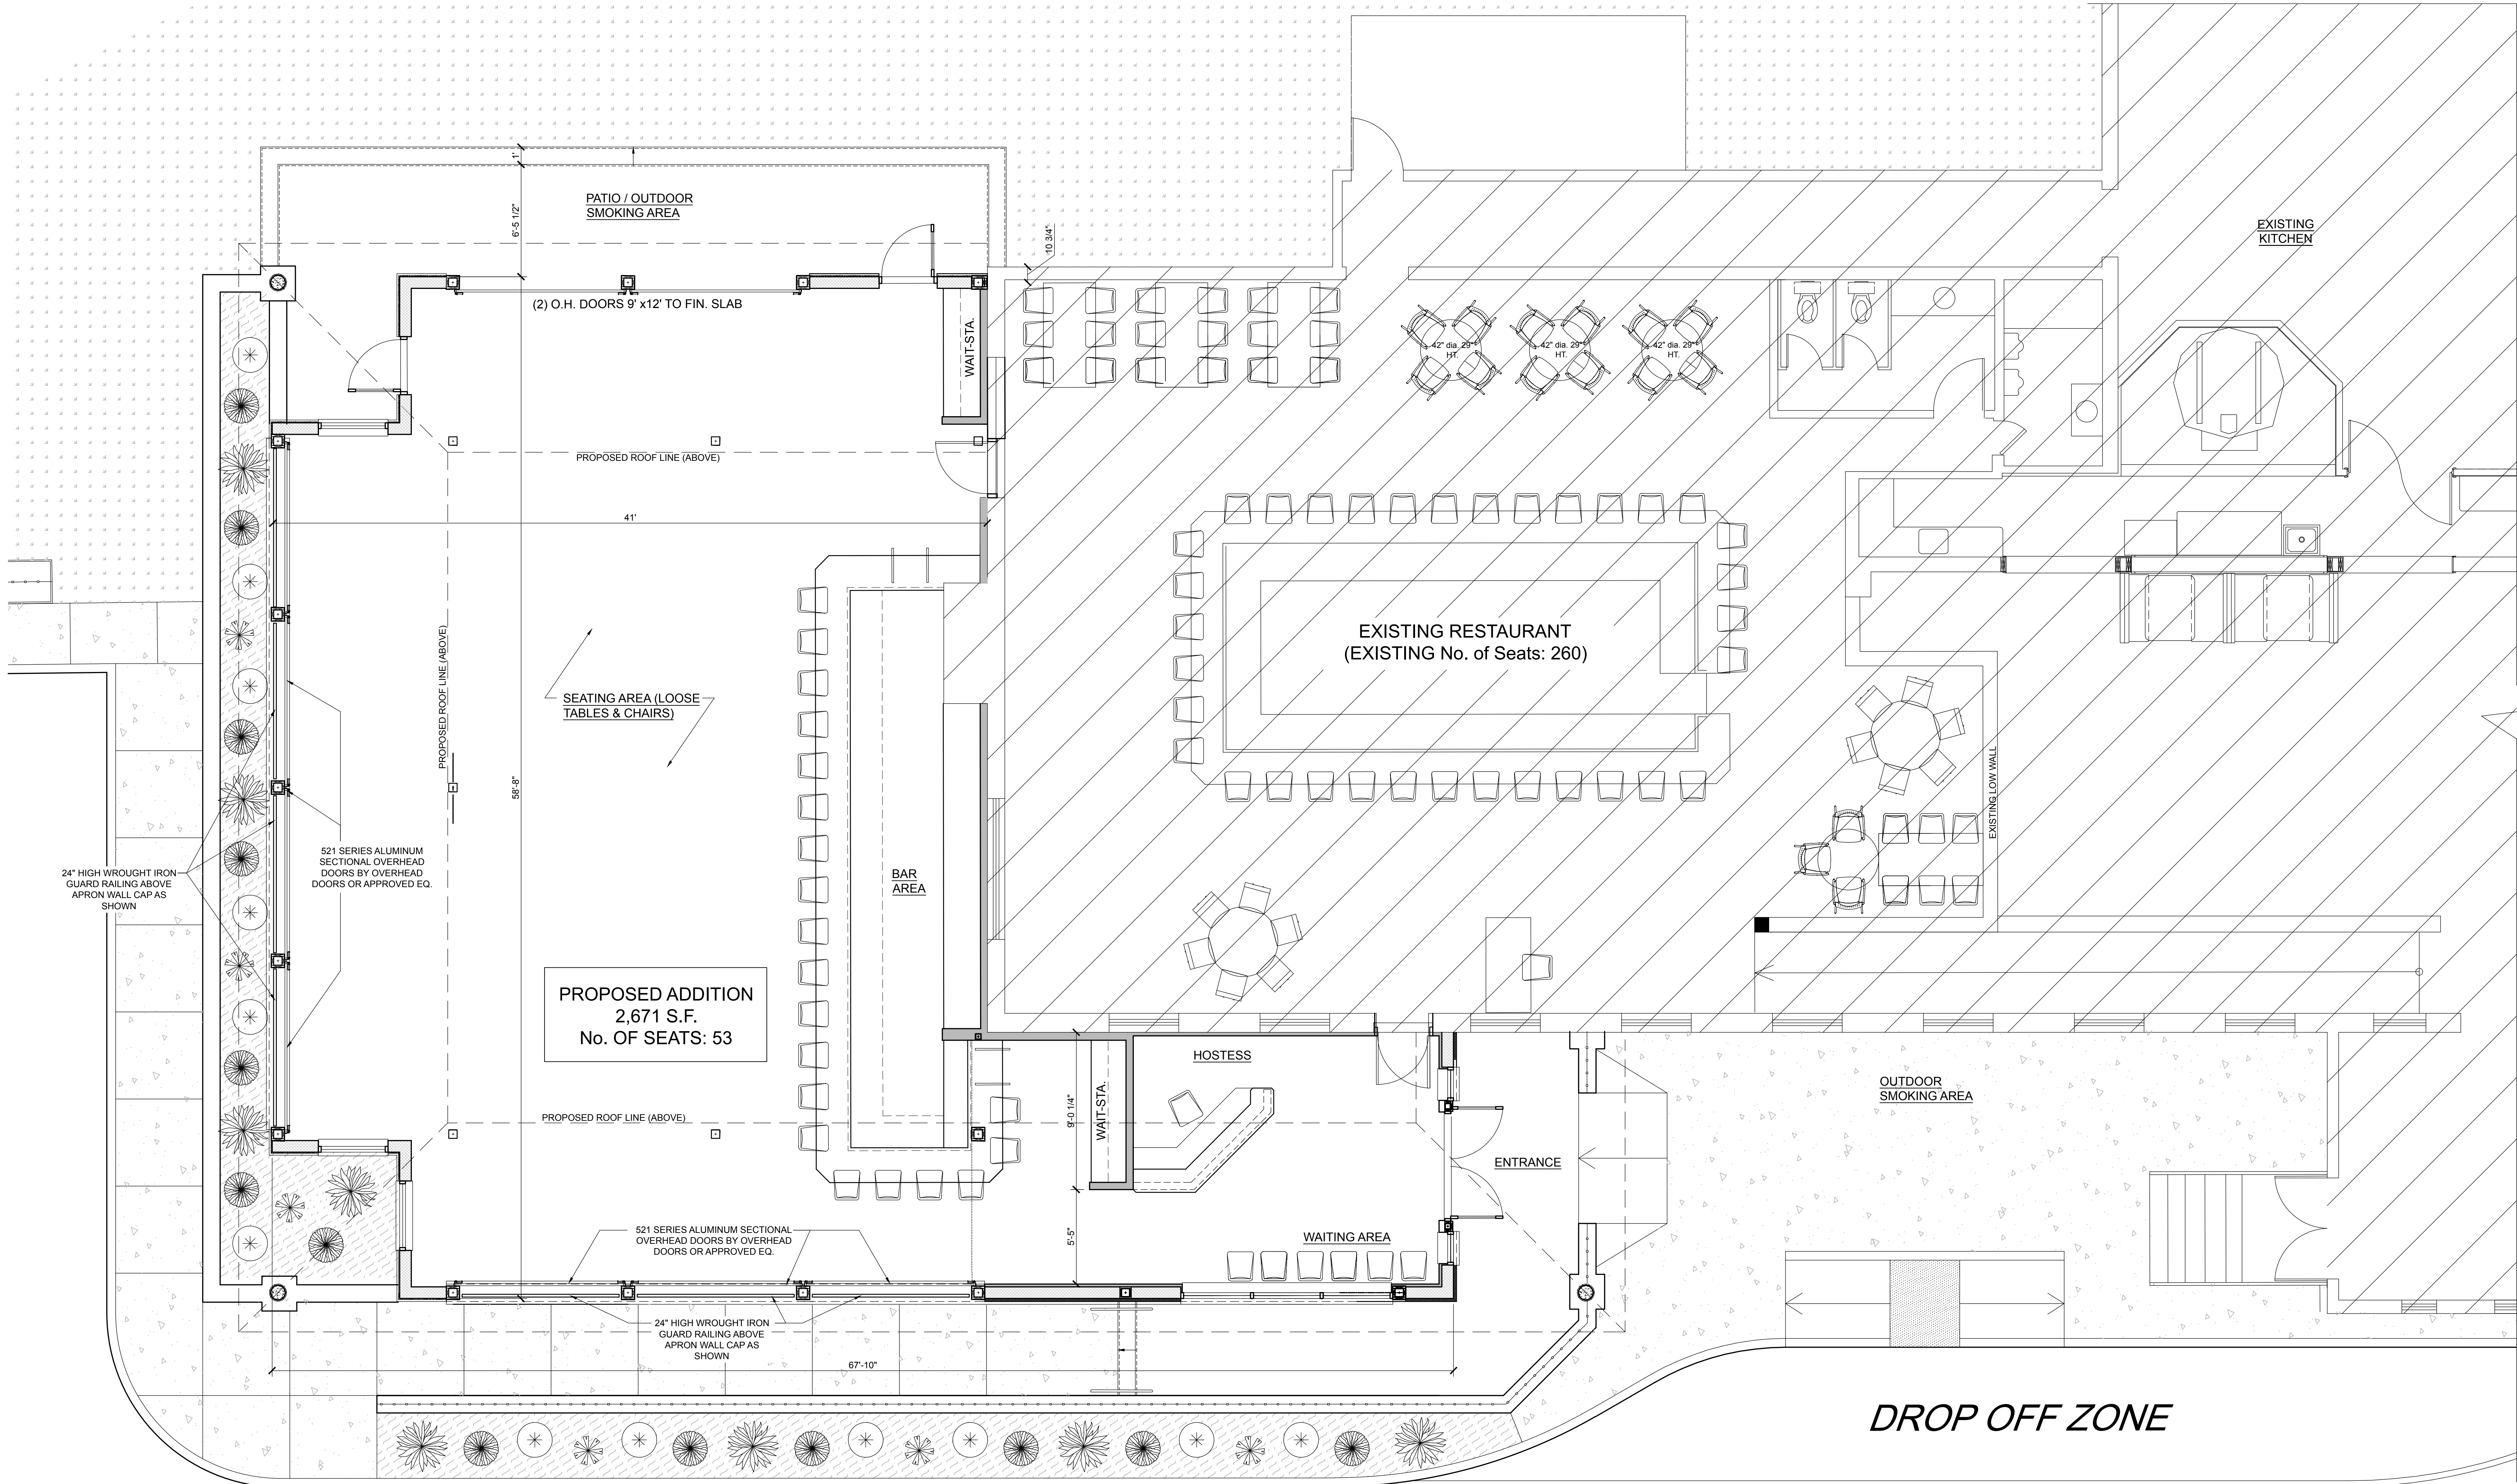 1'
PATIO / OUTDOOR
SMOKING AREA
6'-5 1/2"
10 3/4"
EXISTING
KITCHEN
(2) O.H. DOORS 9' x12' TO FIN. SLAB
WAIT-STA.
42" dia. 29"
HT.
42" dia. 29"
HT.
42" dia. 29"
HT.
PROPOSED ROOF LINE (ABOVE)
41'
EXISTING RESTAURANT
(EXISTING No. of Seats: 260)
PROPOSED ROOF LINE (ABOVE)
SEATING AREA (LOOSE
TABLES & CHAIRS)
58'-8"
EXISTING LOW WALL
24" HIGH WROUGHT IRON
GUARD RAILING ABOVE
APRON WALL CAP AS
SHOWN
521 SERIES ALUMINUM
SECTIONAL OVERHEAD
DOORS BY OVERHEAD
DOORS OR APPROVED EQ.
BAR
AREA
PROPOSED ADDITION
2,671 S.F.
No. OF SEATS: 53
HOSTESS
WAIT-STA.
9'-0 1/4"
OUTDOOR
SMOKING AREA
PROPOSED ROOF LINE (ABOVE)
ENTRANCE
5'-5"
WAITING AREA
521 SERIES ALUMINUM SECTIONAL
OVERHEAD DOORS BY OVERHEAD
DOORS OR APPROVED EQ.
24" HIGH WROUGHT IRON
GUARD RAILING ABOVE
APRON WALL CAP AS
SHOWN
67'-10"
DROP OFF ZONE